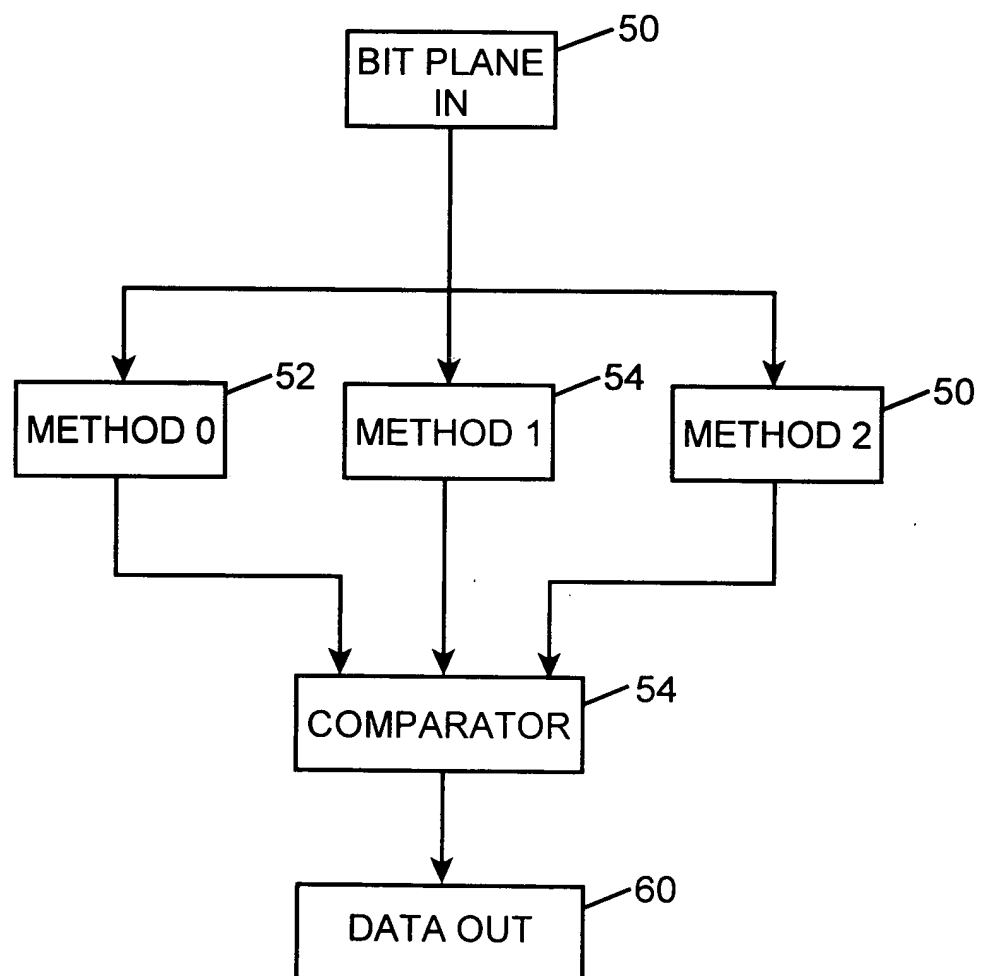 50
BIT PLANE
IN
52
54
50
METHOD 0
METHOD 1
METHOD 2
54
COMPARATOR
60
DATA OUT